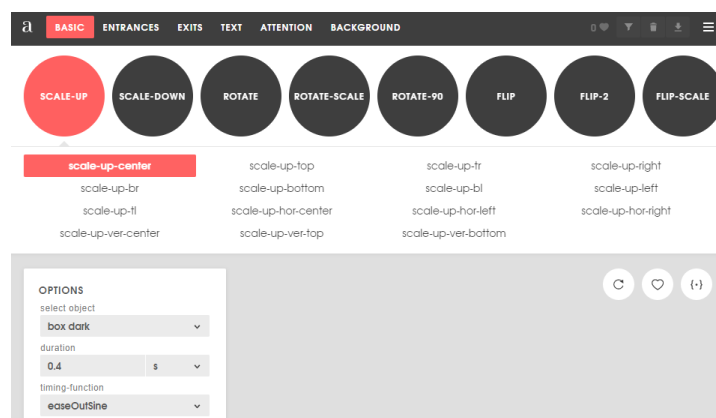 a BASIC ENTRANCES EXITS TEXT ATTENTION BACKGROUND 0
SCALE-UP SCALE-DOWN ROTATE ROTATE-SCALE ROTATE-90 FLIP FLIP-2 FLIP-SCALE
scale-up-center scale-up-top scale-up-tr scale-up-right
scale-up-br scale-up-bottom scale-up-bl scale-up-left
scale-up-tl scale-up-hor-center scale-up-hor-left scale-up-hor-right
scale-up-ver-center scale-up-ver-top scale-up-ver-bottom
OPTIONS
select object
box dark
duration
0.4 s
timing-function
easeOutSine